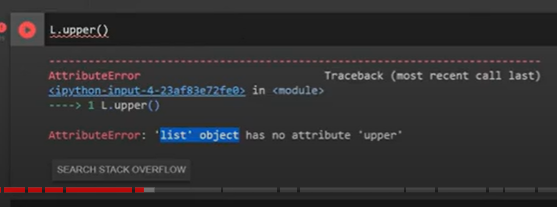 L.upper()
---------------------------------------------------------------------------
AttributeError                            Traceback (most recent call last)
<ipython-input-4-23af83e72fe0> in <module>
----> 1 L.upper()

AttributeError: 'list' object has no attribute 'upper'
SEARCH STACK OVERFLOW